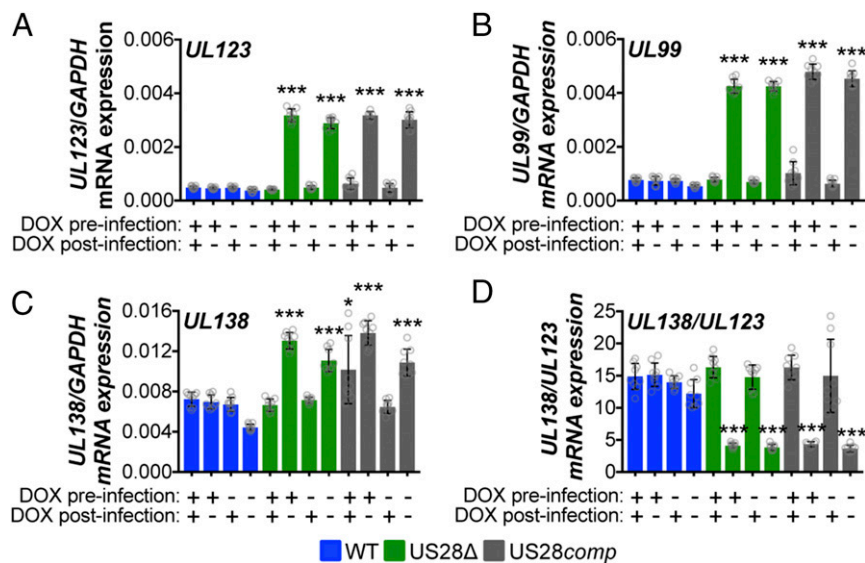 A
UL123
UL123/GAPDH
mRNA expression
0.006
0.004
0.002
0.000
*** *** *** ***
DOX pre-infection: + + - - + + - - + + - -
DOX post-infection: + - + - + - + - + - + -
B
UL99
UL99/GAPDH
mRNA expression
0.006
0.004
0.002
0.000
*** *** *** ***
DOX pre-infection: + + - - + + - - + + - -
DOX post-infection: + - + - + - + - + - + -
C
UL138
UL138/GAPDH
mRNA expression
0.016
0.012
0.008
0.004
0.000
*** *** * *** ***
DOX pre-infection: + + - - + + - - + + - -
DOX post-infection: + - + - + - + - + - + -
D
UL138/UL123
UL138/UL123
mRNA expression
25
20
15
10
5
0
*** *** *** ***
DOX pre-infection: + + - - + + - - + + - -
DOX post-infection: + - + - + - + - + - + -
WT US28Δ US28comp